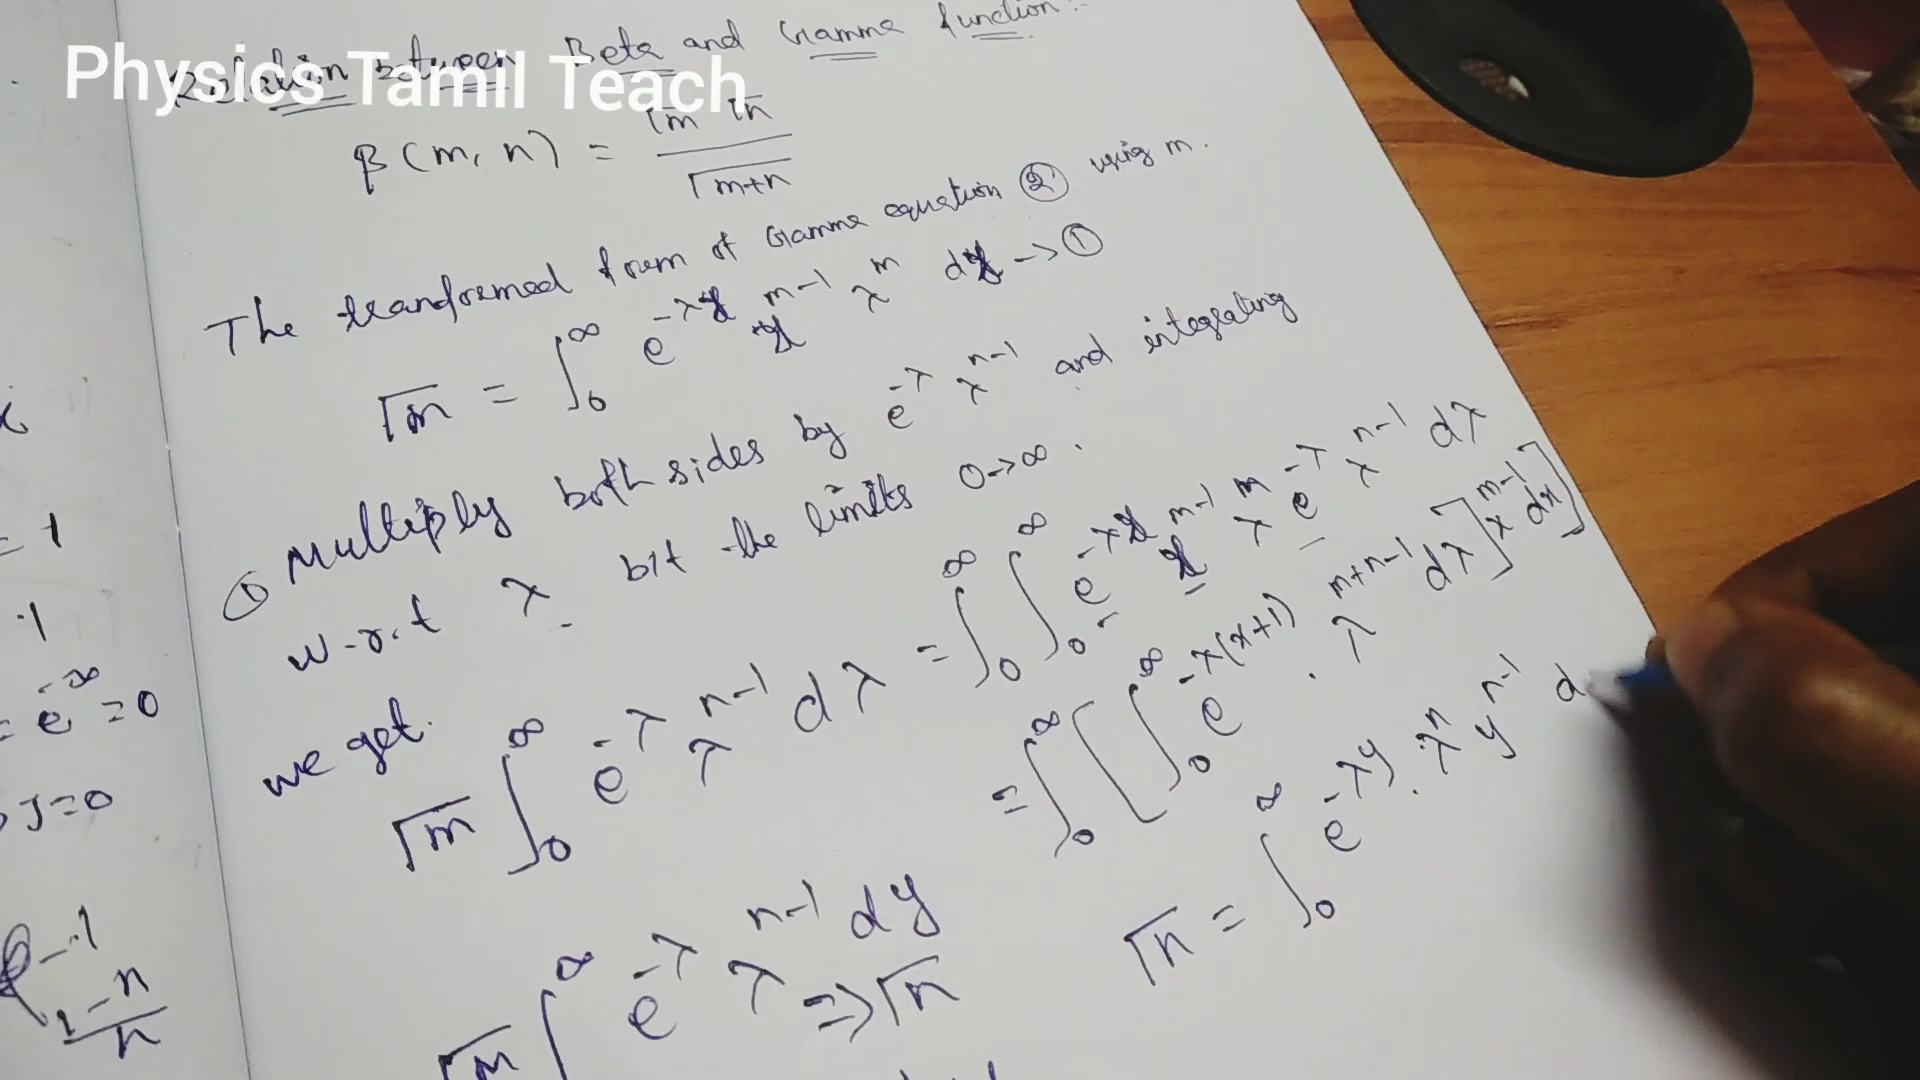 Physics Tamil Teach
Relation between Beta and Gamma function:-
β(m, n) = Γm Γn / Γm+n
The transformed form of Gamma equation ② using m.
Γm = ∫₀^∞ e^-λx x^m-1 λ^m dx → ①
① Multiply both sides by e^-λ λ^n-1 and integrating
w.r.t λ b/t the limits 0→∞.
we get.
Γm ∫₀^∞ e^-λ λ^n-1 dλ = ∫₀^∞ ∫₀^∞ e^-λx x^m-1 λ^m e^-λ λ^n-1 dλ
= ∫₀^∞ [∫₀^∞ e^-λ(x+1) . λ^m+n-1 dλ] x^m-1 dx]
Γm ∫ e^-λ λ^n-1 dy ⇒ Γn
Γn = ∫₀^∞ e^-λy . λ^n y^n-1 d
= 1
= e^-∞ = 0
J=0